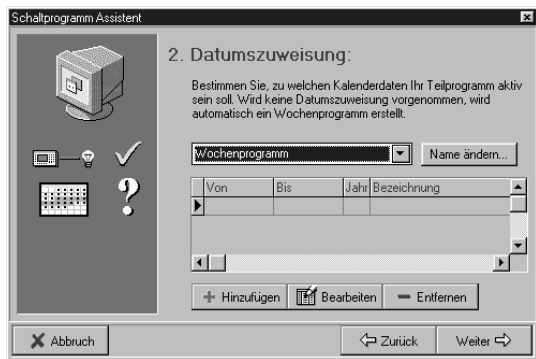 Schaltprogramm Assistent
2. Datumszuweisung:
Bestimmen Sie, zu welchen Kalenderdaten Ihr Teilprogramm aktiv
sein soll. Wird keine Datumszuweisung vorgenommen, wird
automatisch ein Wochenprogramm erstellt.
Wochenprogramm
Name ändern...
Von Bis Jahr Bezeichnung
Hinzufügen Bearbeiten Entfernen
Abbruch Zurück Weiter